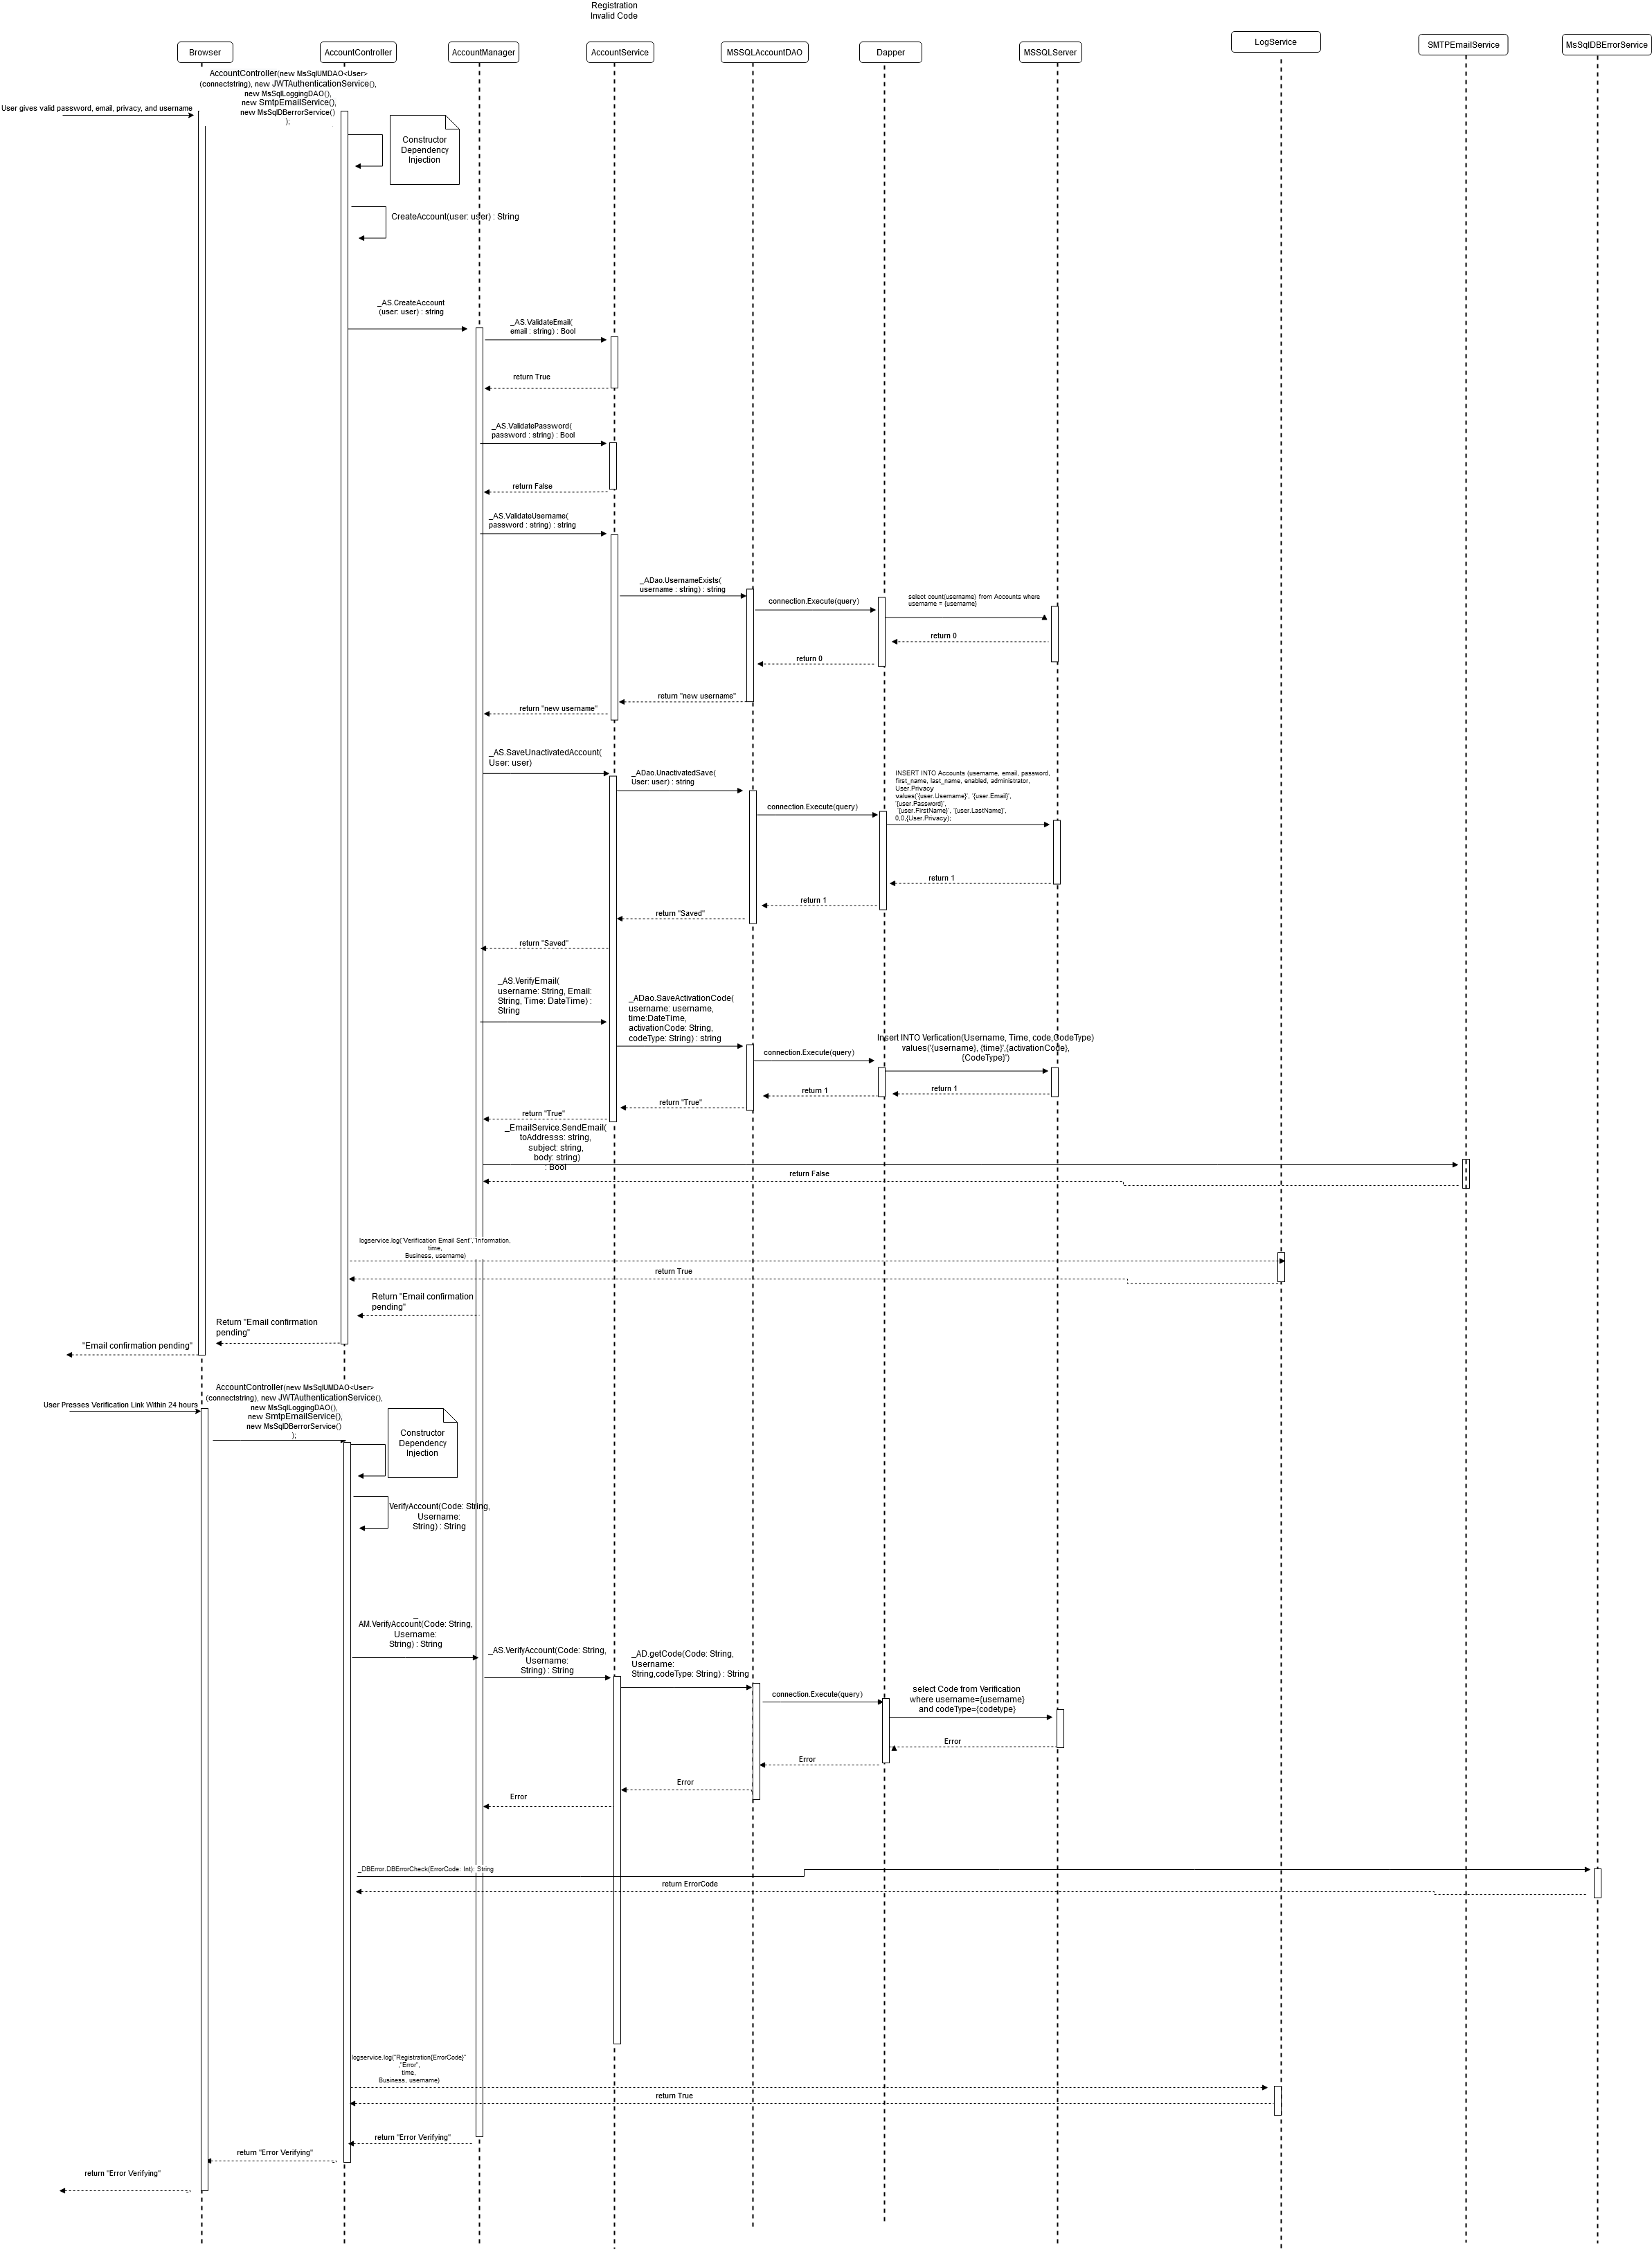 Registration
Invalid Code
Browser
AccountController
AccountManager
AccountService
MSSQLAccountDAO
Dapper
MSSQLServer
LogService
SMTPEmailService
MsSqlDBErrorService
AccountController(new MsSqlUMDAO<User>
(connectstring), new JWTAuthenticationService(),
new MsSqlLoggingDAO(),
new SmtpEmailService(),
new MsSqlDBerrorService()
);
User gives valid password, email, privacy, and username
Constructor
Dependency
Injection
CreateAccount(user: user) : String
_AS.CreateAccount
(user: user) : string
_AS.ValidateEmail(
email : string) : Bool
return True
_AS.ValidatePassword(
password : string) : Bool
return False
_AS.ValidateUsername(
password : string) : string
_ADao.UsernameExists(
username : string) : string
connection.Execute(query)
select count(username) from Accounts where
username = {username}
return 0
return 0
return "new username"
return "new username"
_AS.SaveUnactivatedAccount(
User: user)
_ADao.UnactivatedSave(
User: user) : string
connection.Execute(query)
INSERT INTO Accounts (username, email, password,
first_name, last_name, enabled, administrator,
User.Privacy
values('{user.Username}', '{user.Email}',
'{user.Password}',
'{user.FirstName}', '{user.LastName}',
0,0,{User.Privacy);
return 1
return 1
return "Saved"
return "Saved"
_AS.VerifyEmail(
username: String, Email:
String, Time: DateTime) :
String
_ADao.SaveActivationCode(
username: username,
time:DateTime,
activationCode: String,
codeType: String) : string
connection.Execute(query)
Insert INTO Verfication(Username, Time, code,CodeType)
values('{username}, {time}',{activationCode},
{CodeType}')
return 1
return 1
return "True"
return "True"
_EmailService.SendEmail(
toAddresss: string,
subject: string,
body: string)
: Bool
return False
logservice.log("Verification Email Sent","Information,
time,
Business, username)
return True
Return "Email confirmation
pending"
Return "Email confirmation
pending"
"Email confirmation pending"
AccountController(new MsSqlUMDAO<User>
(connectstring), new JWTAuthenticationService(),
new MsSqlLoggingDAO(),
new SmtpEmailService(),
new MsSqlDBerrorService()
);
User Presses Verification Link Within 24 hours
Constructor
Dependency
Injection
VerifyAccount(Code: String,
Username:
String) : String
_
AM.VerifyAccount(Code: String,
Username:
String) : String
_AS.VerifyAccount(Code: String,
Username:
String) : String
_AD.getCode(Code: String,
Username:
String,codeType: String) : String
connection.Execute(query)
select Code from Verification
where username={username}
and codeType={codetype}
Error
Error
Error
Error
_DBError.DBErrorCheck(ErrorCode: Int): String
return ErrorCode
logservice.log("Registration{ErrorCode}"
,"Error",
time,
Business, username)
return True
return "Error Verifying"
return "Error Verifying"
return "Error Verifying"